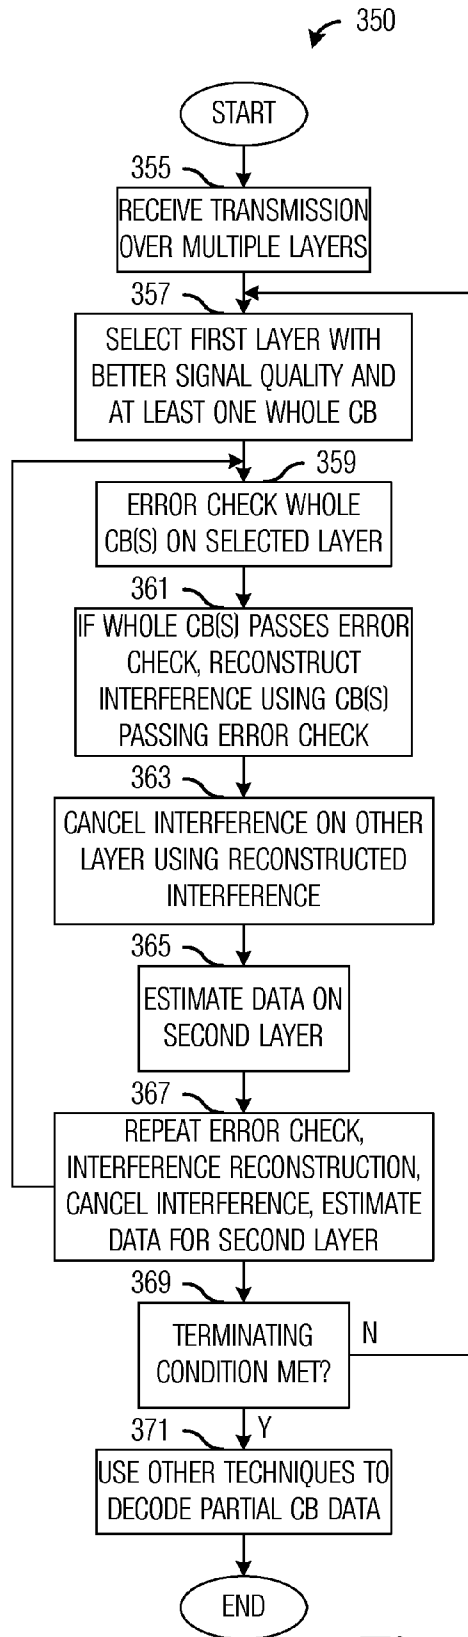 350
START
355
RECEIVE TRANSMISSION
OVER MULTIPLE LAYERS
357
SELECT FIRST LAYER WITH
BETTER SIGNAL QUALITY AND
AT LEAST ONE WHOLE CB
359
ERROR CHECK WHOLE
CB(S) ON SELECTED LAYER
361
IF WHOLE CB(S) PASSES ERROR
CHECK, RECONSTRUCT
INTERFERENCE USING CB(S)
PASSING ERROR CHECK
363
CANCEL INTERFERENCE ON OTHER
LAYER USING RECONSTRUCTED
INTERFERENCE
365
ESTIMATE DATA ON
SECOND LAYER
367
REPEAT ERROR CHECK,
INTERFERENCE RECONSTRUCTION,
CANCEL INTERFERENCE, ESTIMATE
DATA FOR SECOND LAYER
369
TERMINATING
CONDITION MET?
N
Y
371
USE OTHER TECHNIQUES TO
DECODE PARTIAL CB DATA
END